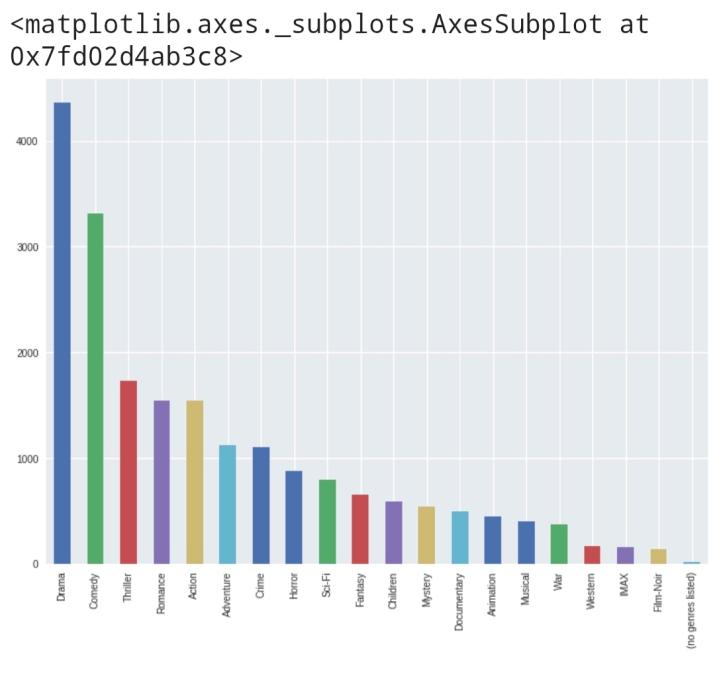 <matplotlib.axes._subplots.AxesSubplot at
0x7fd02d4ab3c8>
4000
3000
2000
1000
0
Drama
Comedy
Thriller
Romance
Action
Adventure
Crime
Horror
Sci-Fi
Fantasy
Children
Mystery
Documentary
Animation
Musical
War
Western
IMAX
Film-Noir
(no genres listed)